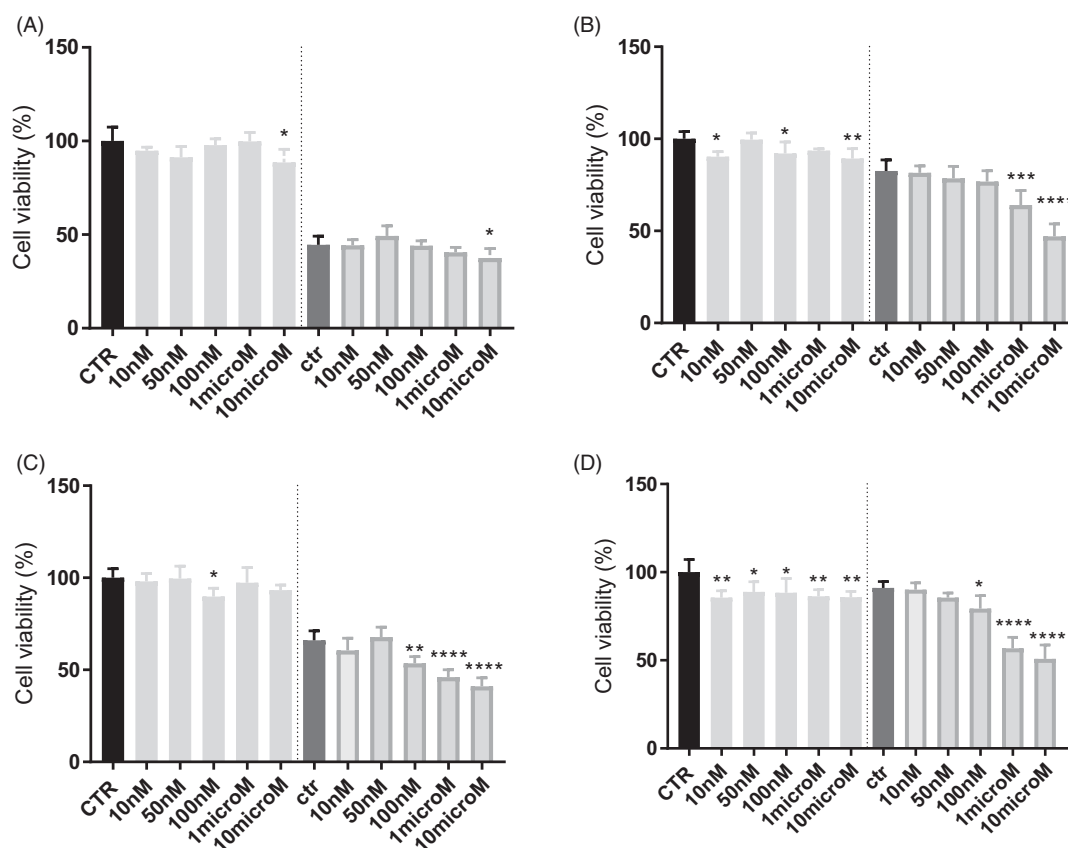 (A)
150
100
50
0
Cell viability (%)
*
*
CTR
10nM
50nM
100nM
1microM
10microM
ctr
10nM
50nM
100nM
1microM
10microM
(B)
150
100
50
0
Cell viability (%)
*
*
**
***
****
CTR
10nM
50nM
100nM
1microM
10microM
ctr
10nM
50nM
100nM
1microM
10microM
(C)
150
100
50
0
Cell viability (%)
*
**
****
****
CTR
10nM
50nM
100nM
1microM
10microM
ctr
10nM
50nM
100nM
1microM
10microM
(D)
150
100
50
0
Cell viability (%)
**
*
*
**
**
*
****
****
CTR
10nM
50nM
100nM
1microM
10microM
ctr
10nM
50nM
100nM
1microM
10microM